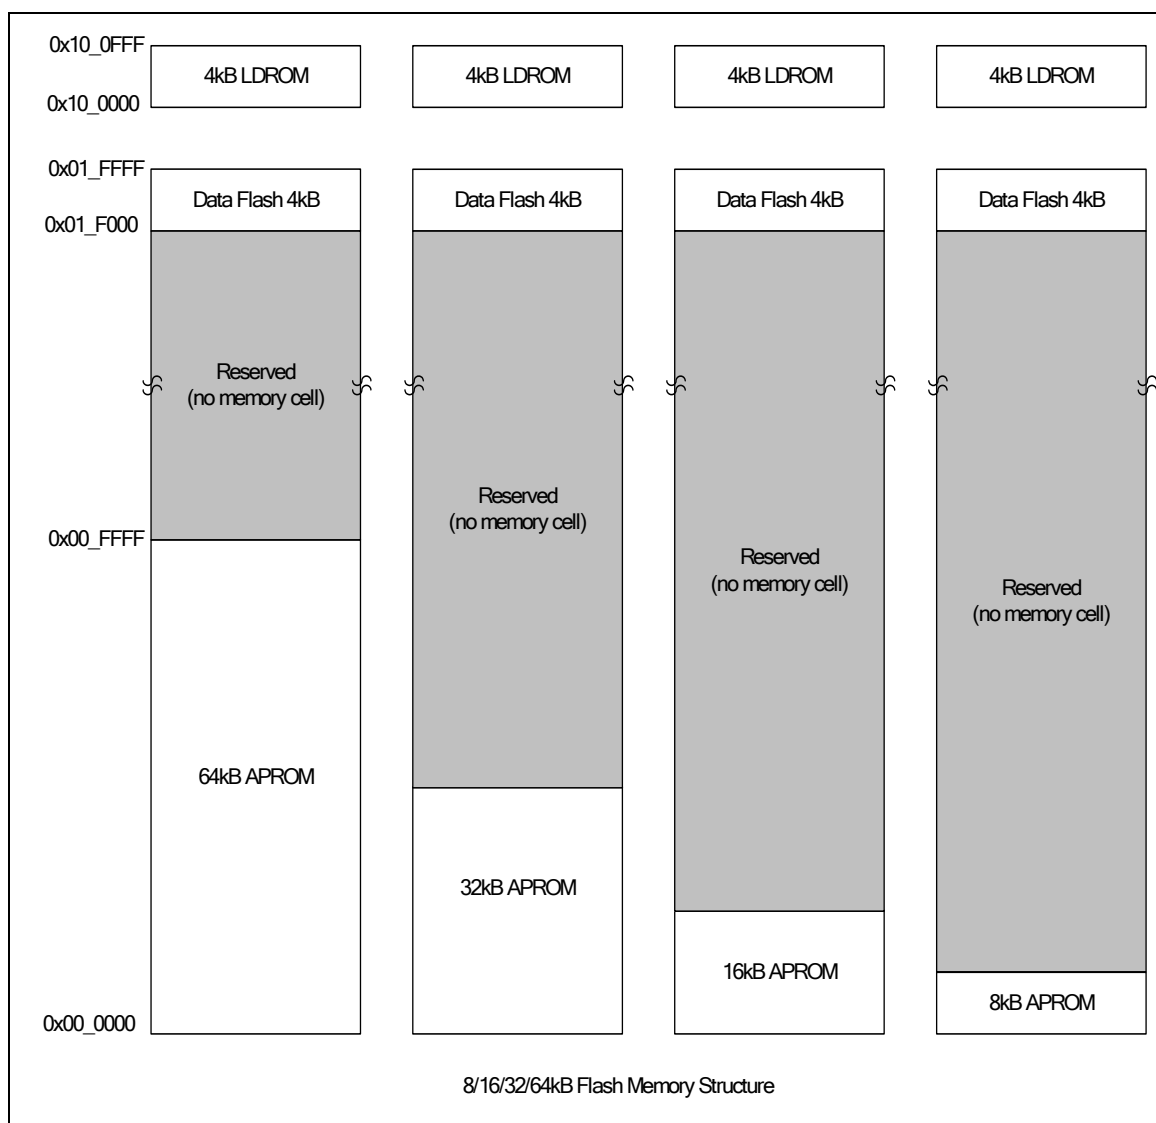 0x10_0FFF
4kB LDROM 4kB LDROM 4kB LDROM 4kB LDROM
0x10_0000
0x01_FFFF
Data Flash 4kB Data Flash 4kB Data Flash 4kB Data Flash 4kB
0x01_F000
Reserved
(no memory cell)
Reserved
(no memory cell)
Reserved
(no memory cell)
Reserved
(no memory cell)
0x00_FFFF
64kB APROM
32kB APROM
16kB APROM
8kB APROM
0x00_0000
8/16/32/64kB Flash Memory Structure